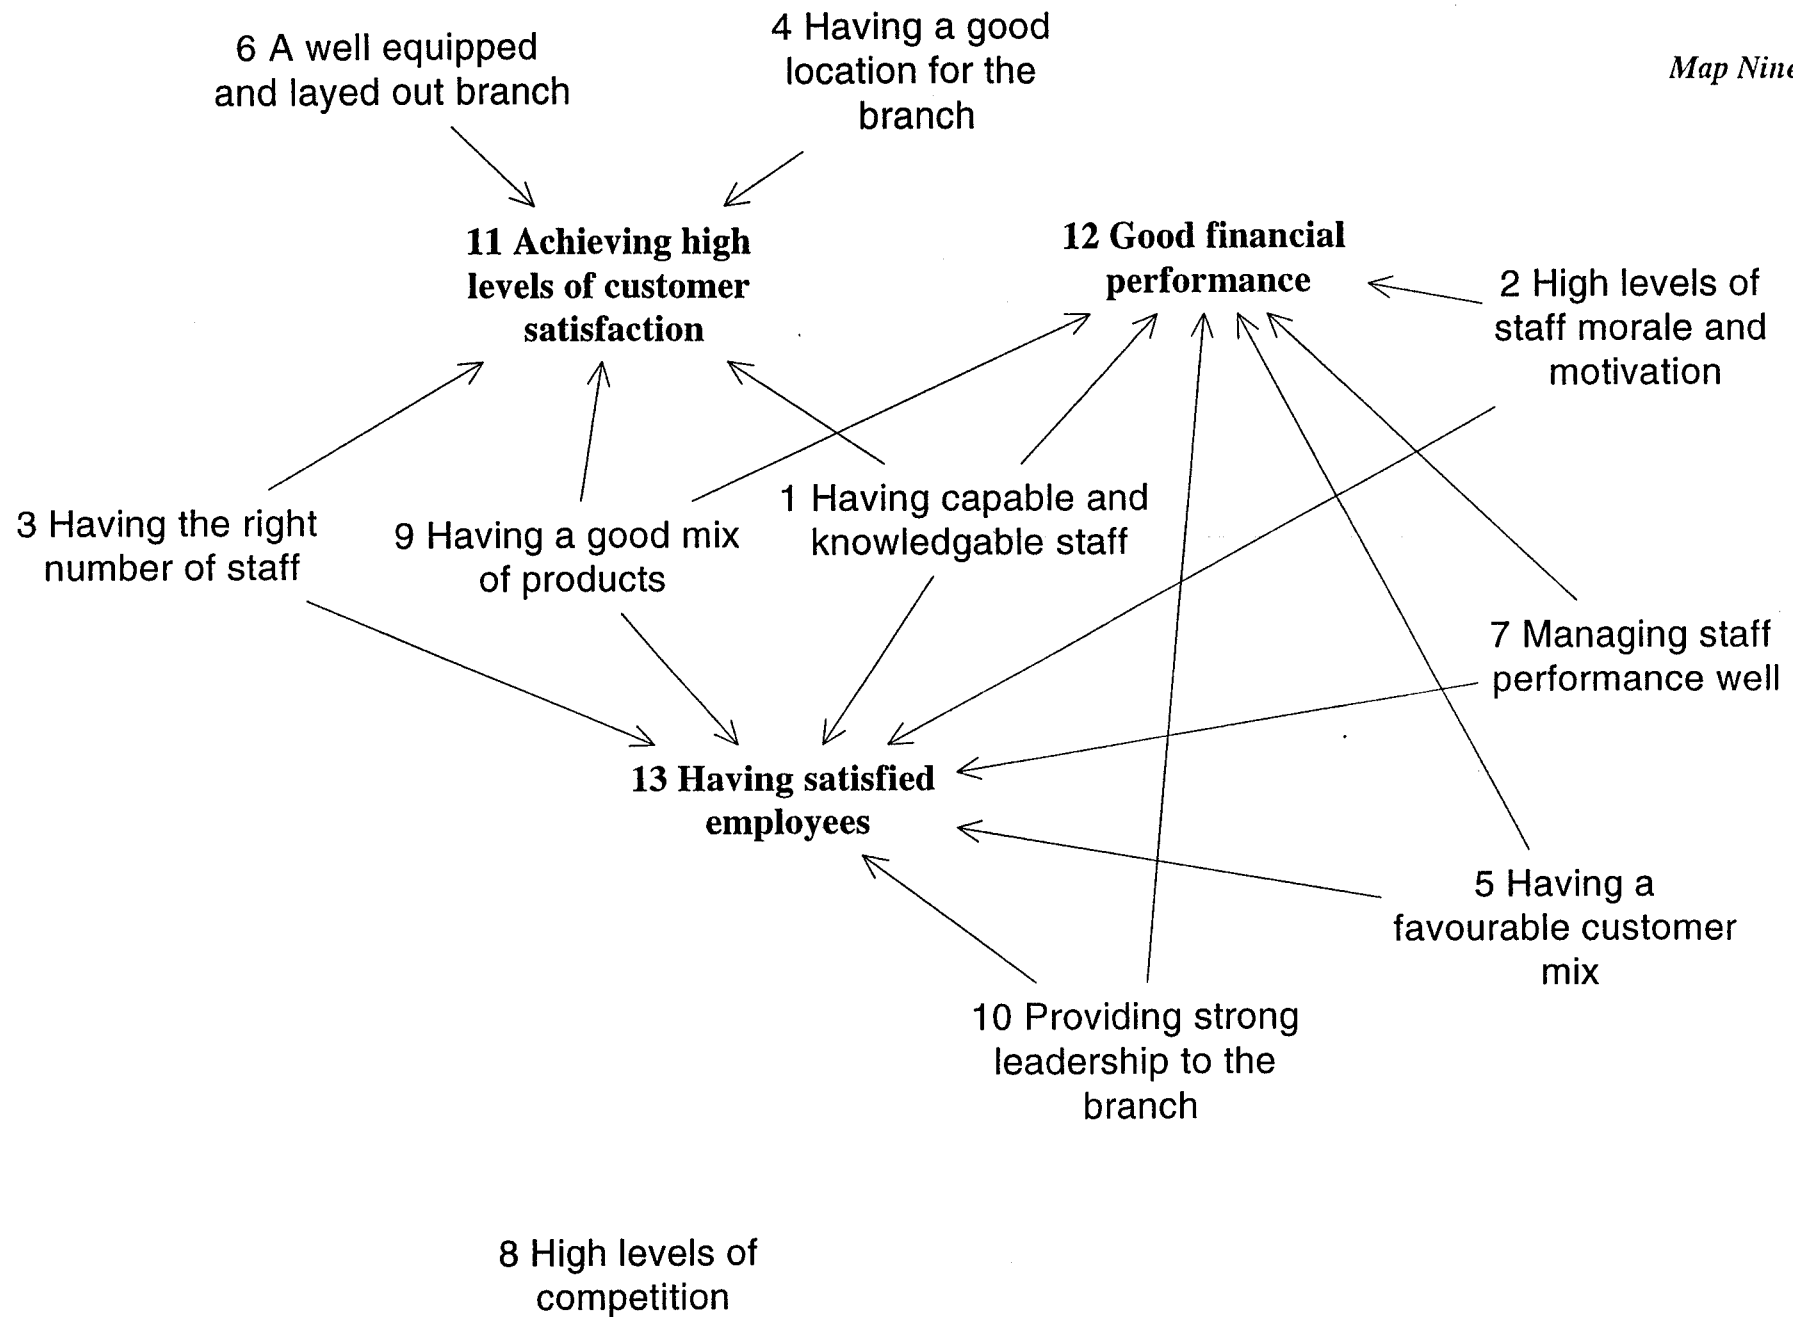 6 A well equipped
and layed out branch
4 Having a good
location for the
branch
Map Nine
11 Achieving high
levels of customer
satisfaction
12 Good financial
performance
2 High levels of
staff morale and
motivation
3 Having the right
number of staff
9 Having a good mix
of products
1 Having capable and
knowledgable staff
7 Managing staff
performance well
13 Having satisfied
employees
5 Having a
favourable customer
mix
10 Providing strong
leadership to the
branch
8 High levels of
competition